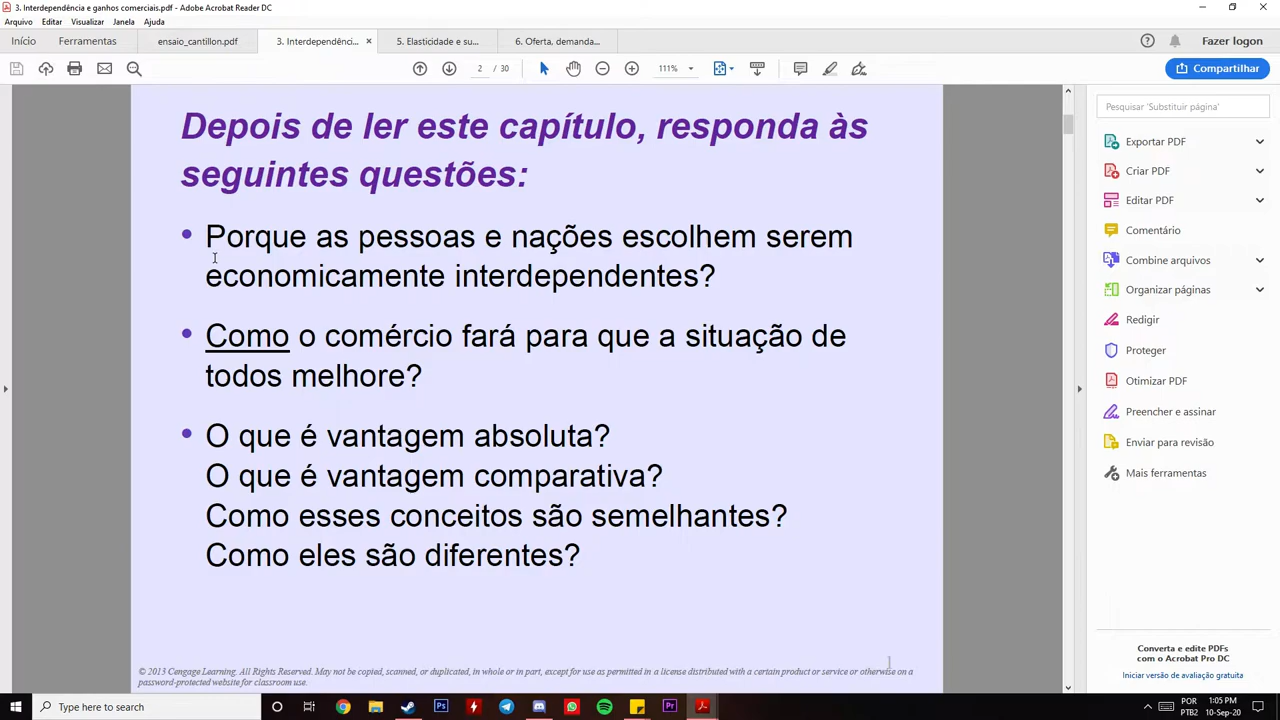 3. Interdependência e ganhos comerciais.pdf - Adobe Acrobat Reader DC
Arquivo Editar Visualizar Janela Ajuda
Início Ferramentas ensaio_cantillon.pdf 3. Interdependênci... × 5. Elasticidade e su... 6. Oferta, demanda... Fazer logon
2 / 30 111% Compartilhar
Depois de ler este capítulo, responda às
seguintes questões:
• Porque as pessoas e nações escolhem serem
economicamente interdependentes?
• Como o comércio fará para que a situação de
todos melhore?
• O que é vantagem absoluta?
O que é vantagem comparativa?
Como esses conceitos são semelhantes?
Como eles são diferentes?
1
© 2013 Cengage Learning. All Rights Reserved. May not be copied, scanned, or duplicated, in whole or in part, except for use as permitted in a license distributed with a certain product or service or otherwise on a
password-protected website for classroom use.
Pesquisar 'Substituir página'
Exportar PDF
Criar PDF
Editar PDF
Comentário
Combine arquivos
Organizar páginas
Redigir
Proteger
Otimizar PDF
Preencher e assinar
Enviar para revisão
Mais ferramentas
Converta e edite PDFs
com o Acrobat Pro DC
Iniciar versão de avaliação gratuita
Type here to search
Ps
Pr
POR
PTB2
1:05 PM
10-Sep-20